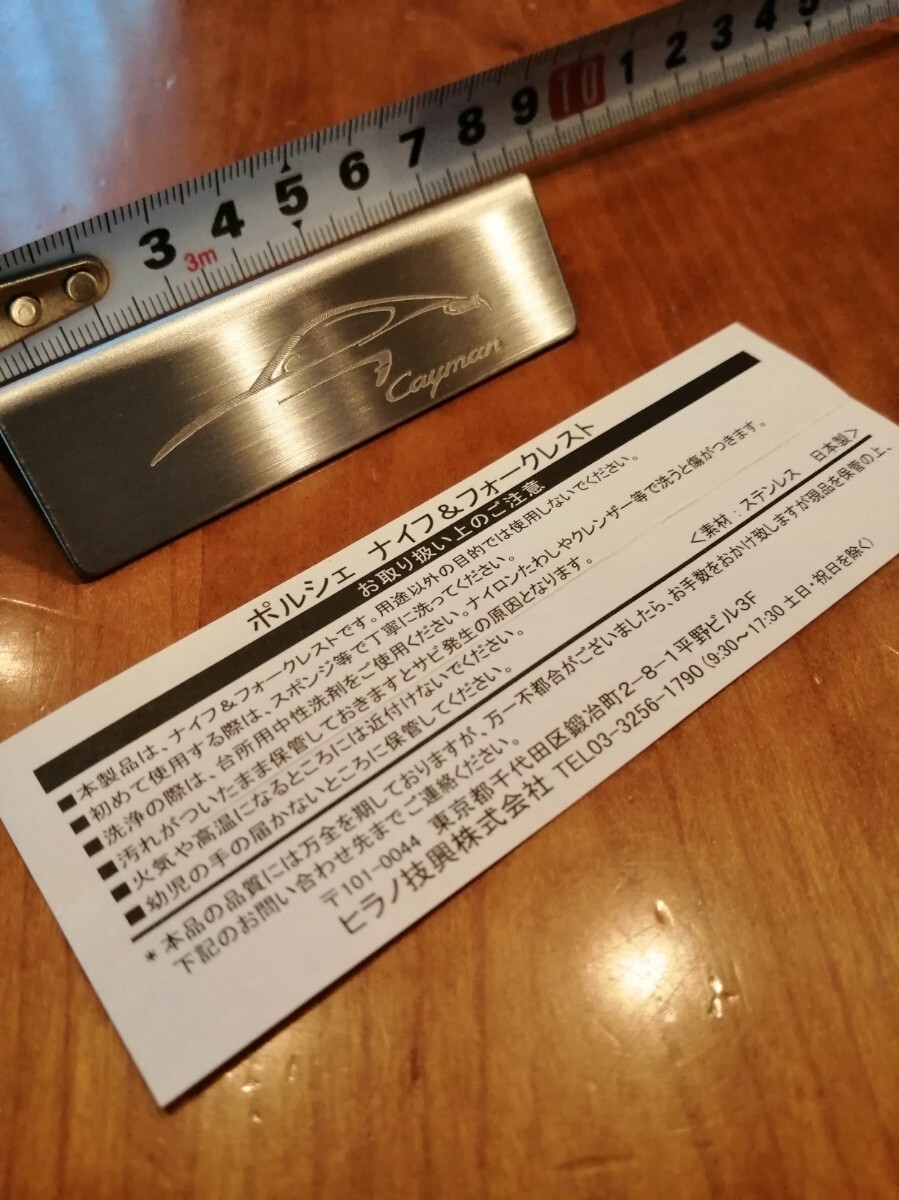 3 4 5 6 7 8 9 10 1 2 3 4 5
3m
Cayman
ポルシェ ナイフ&フォークレスト
お取り扱い上のご注意
■本製品は、ナイフ&フォークレストです。用途以外の目的では使用しないでください。
■初めて使用する際は、スポンジ等で丁寧に洗ってください。
■洗浄の際は、台所用中性洗剤をご使用ください。ナイロンたわしやクレンザー等で洗うと傷がつきます。
■汚れがついたまま保管しておきますとサビ発生の原因となります。
■火気や高温になるところには近付けないでください。
■幼児の手の届かないところに保管してください。
<素材:ステンレス 日本製>
*本品の品質には万全を期しておりますが、万一不都合がございましたら、お手数をおかけ致しますが現品を保管の上、
下記のお問い合わせ先までご連絡ください。
〒101-0044 東京都千代田区鍛冶町2-8-1平野ビル3F
ヒラノ技興株式会社 TEL03-3256-1790(9:30~17:30 土日・祝日を除く)